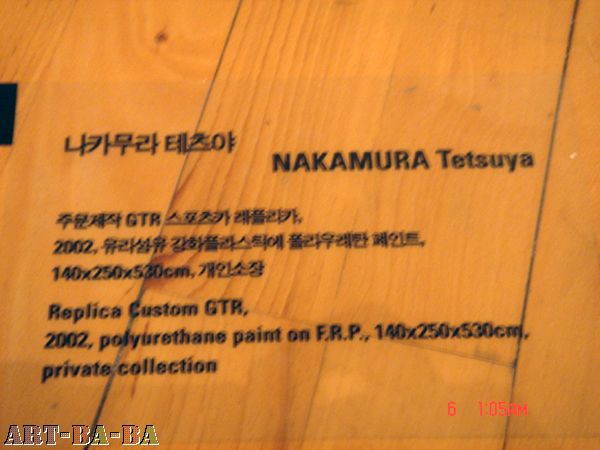 나카무라 테츠야
NAKAMURA Tetsuya
주문제작 GTR 스포츠카 레플리카,
2002, 유리섬유 강화플라스틱에 폴리우레탄 페인트,
140x250x530cm, 개인소장
Replica Custom GTR,
2002, polyurethane paint on F.R.P., 140x250x530cm,
private collection
6 1:05AM
ART-BA-BA